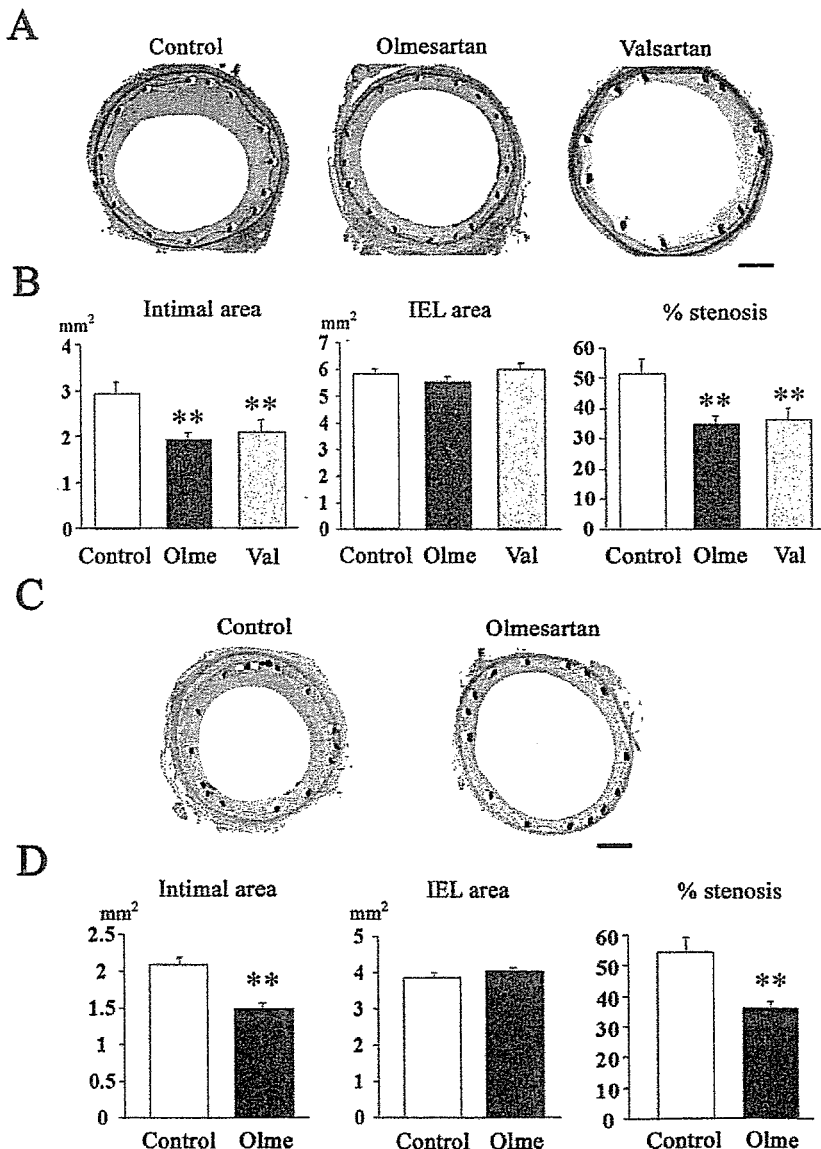 A
Control Olmesartan Valsartan
B
Intimal area IEL area % stenosis
mm2 mm2
4
3
2
1
0
** **
Control Olme Val
7
6
5
4
3
2
1
0
Control Olme Val
60
50
40
30
20
10
0
** **
Control Olme Val
C
Control Olmesartan
D
Intimal area IEL area % stenosis
mm2 mm2
2.5
2
1.5
1
0.5
0
**
Control Olme
5
4
3
2
1
0
Control Olme
60
50
40
30
20
10
0
**
Control Olme